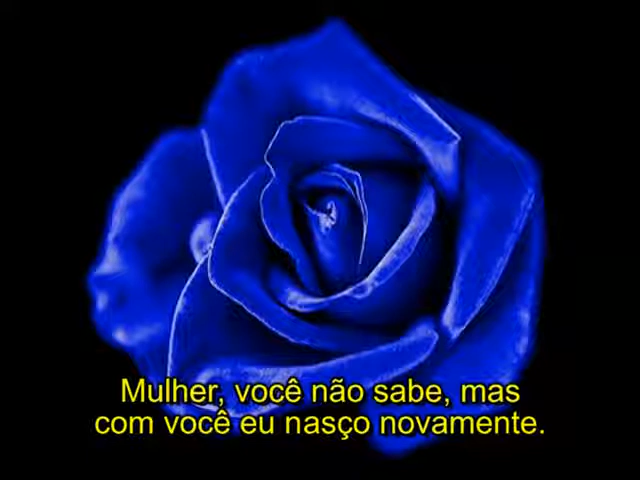 Mulher, você não sabe, mas
com você eu nasço novamente.